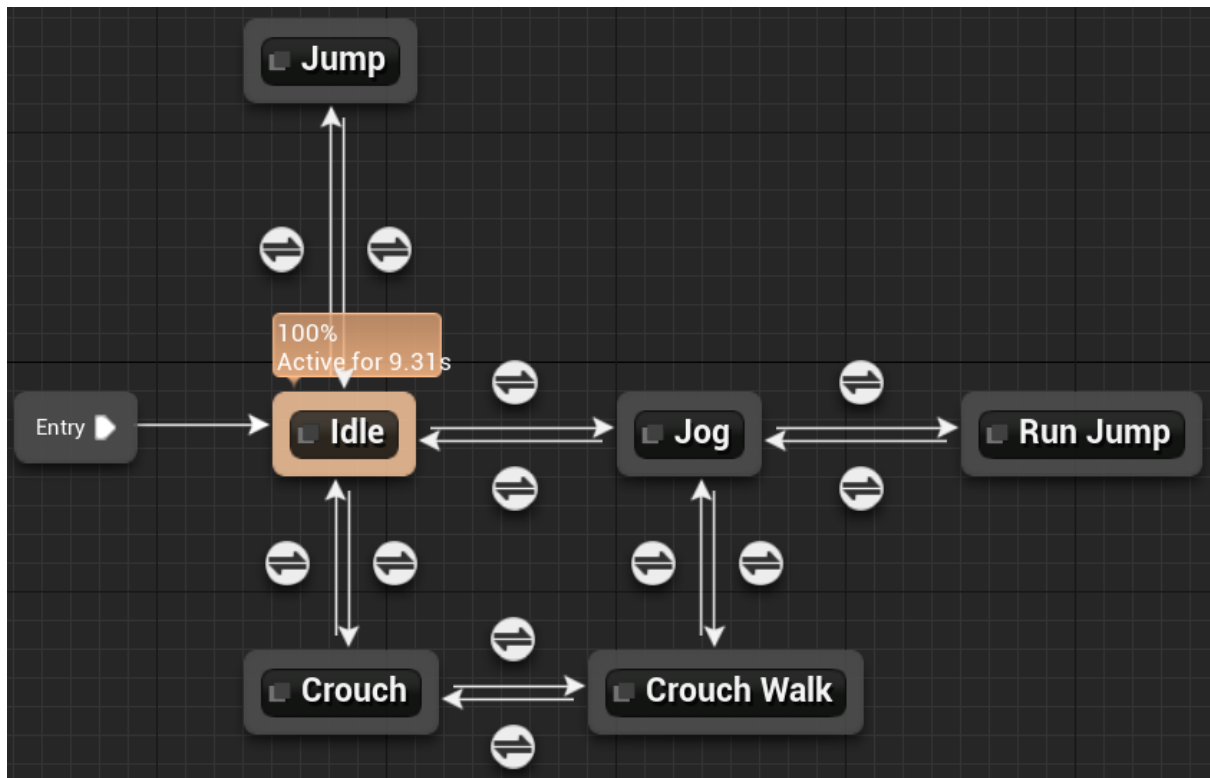 Jump
100%
Active for 9.31s
Entry
Idle
Jog
Run Jump
Crouch
Crouch Walk